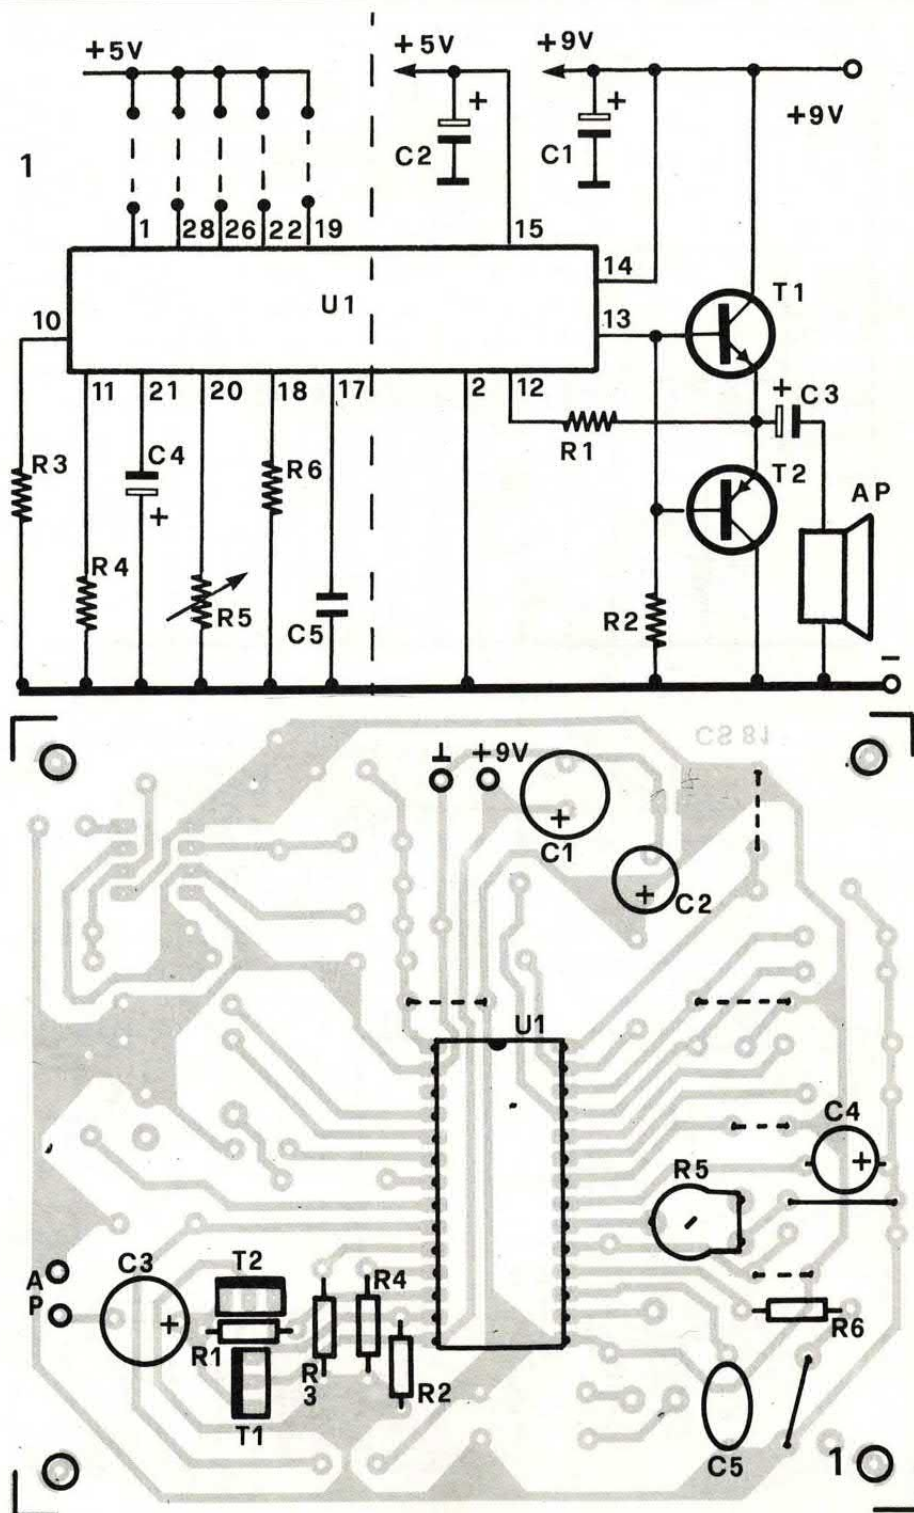 +5V
+5V
+9V
+9V
1
C2
C1
1 28 26 22 19
15
14
U1
10
13
T1
11 21 20 18 17 2 12
C3
R1
T2
AP
R3
C4
R6
R4
R5
C5
R2
+
+
+
+
-
CS 81
⊥ +9V
+
C1
+
C2
U1
C4
+
R5
A
P
C3
+
T2
R4
R1
R
3
R2
T1
R6
C5
1